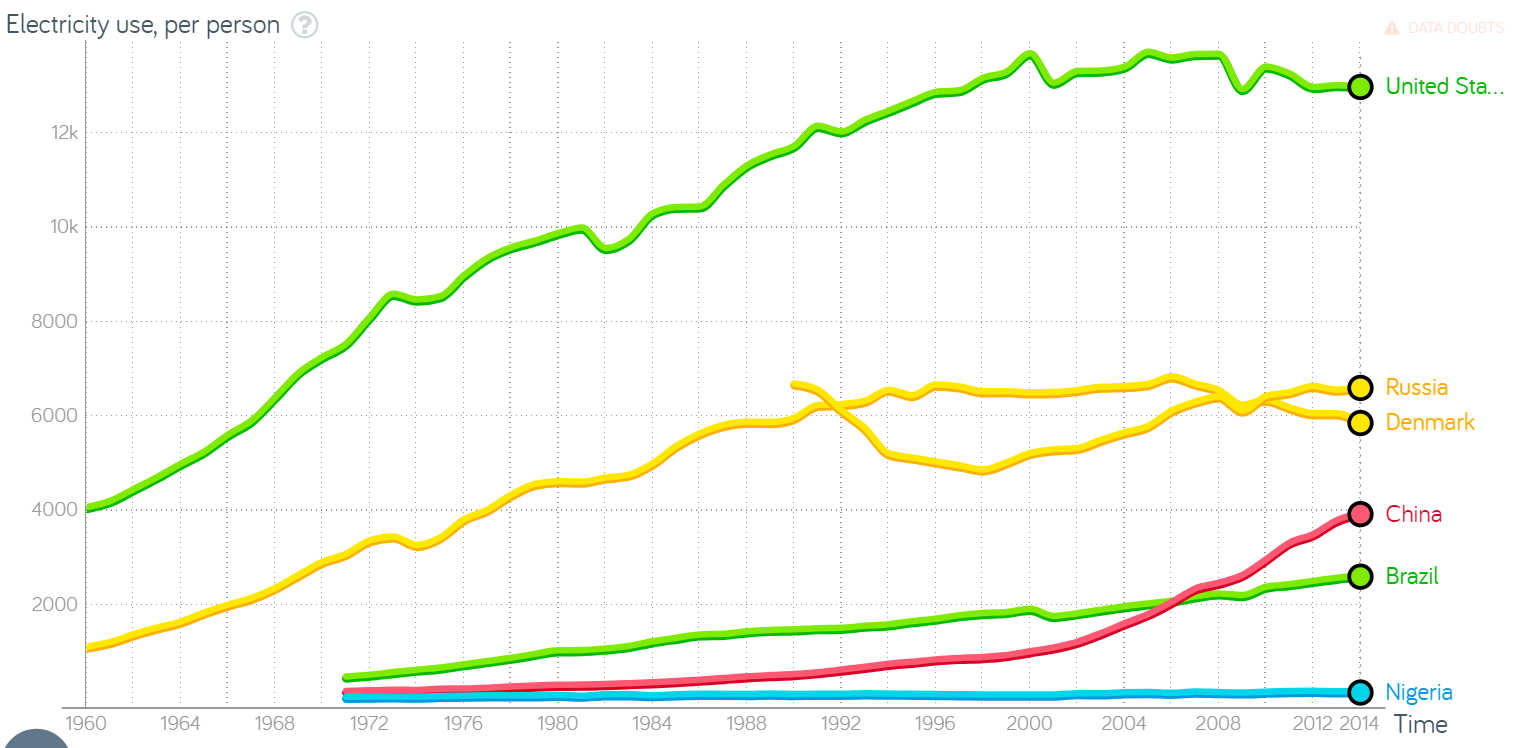 Electricity use, per person ?
DATA DOUBTS
United Sta...
12k
10k
8000
6000
4000
2000
Russia
Denmark
China
Brazil
Nigeria
1960 1964 1968 1972 1976 1980 1984 1988 1992 1996 2000 2004 2008 2012 2014 Time